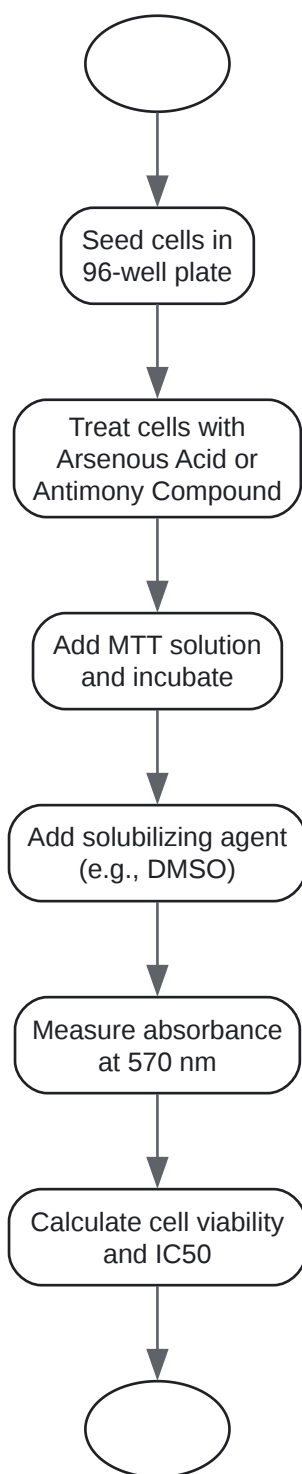 Seed cells in
96-well plate
Treat cells with
Arsenous Acid or
Antimony Compound
Add MTT solution
and incubate
Add solubilizing agent
(e.g., DMSO)
Measure absorbance
at 570 nm
Calculate cell viability
and IC50